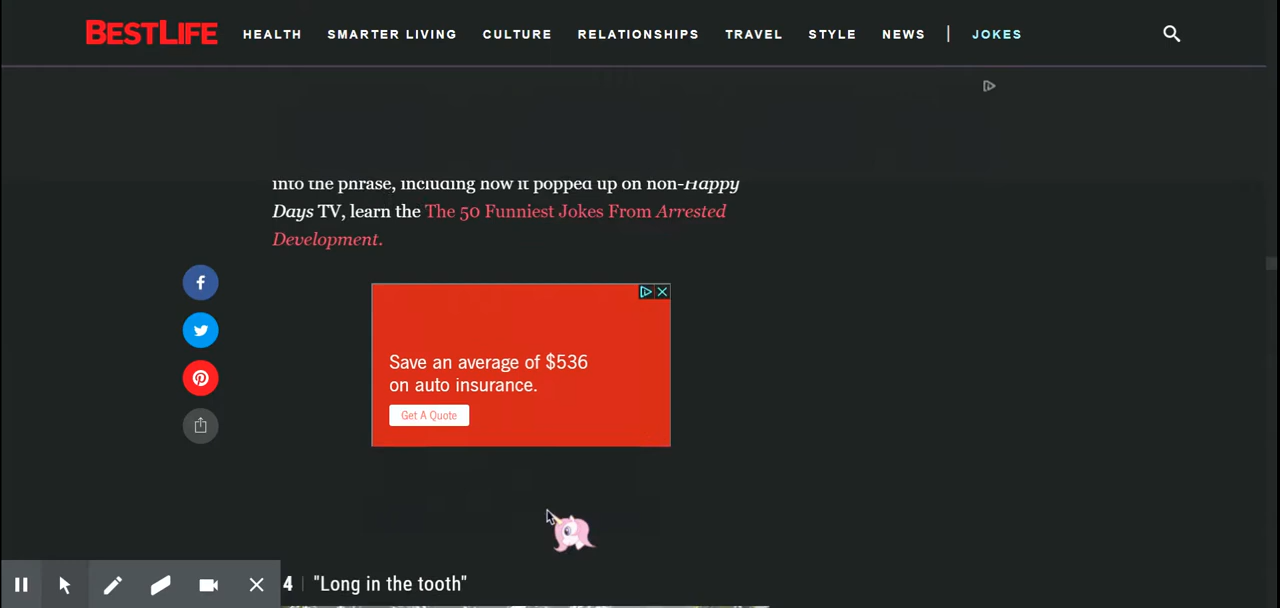 BESTLIFE HEALTH SMARTER LIVING CULTURE RELATIONSHIPS TRAVEL STYLE NEWS | JOKES
into the phrase, including how it popped up on non-Happy
Days TV, learn the The 50 Funniest Jokes From Arrested
Development.
Save an average of $536
on auto insurance.
Get A Quote
4 | "Long in the tooth"